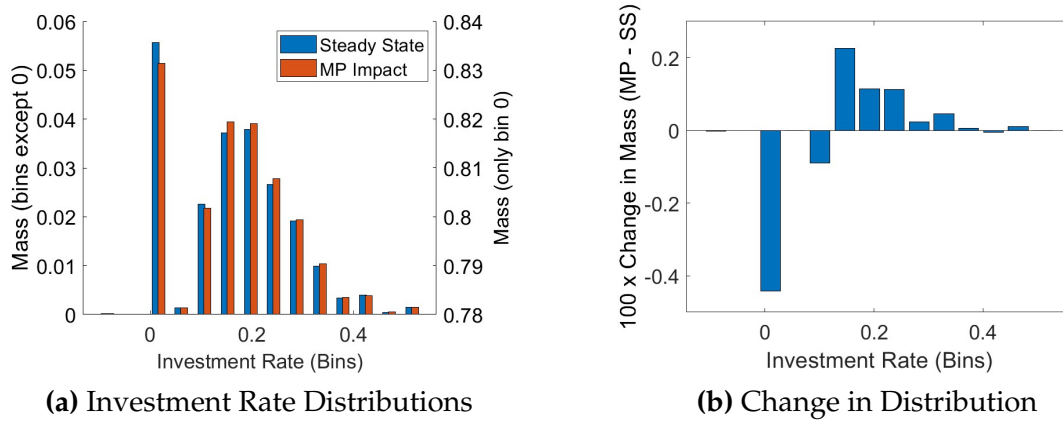 0.06
0.05
0.04
0.03
0.02
0.01
0
Mass (bins except 0)
0.84
0.83
0.82
0.81
0.8
0.79
0.78
Mass (only bin 0)
Steady State
MP Impact
0 0.2 0.4
Investment Rate (Bins)
(a) Investment Rate Distributions
100 x Change in Mass (MP - SS)
0.2
0
-0.2
-0.4
0 0.2 0.4
Investment Rate (Bins)
(b) Change in Distribution